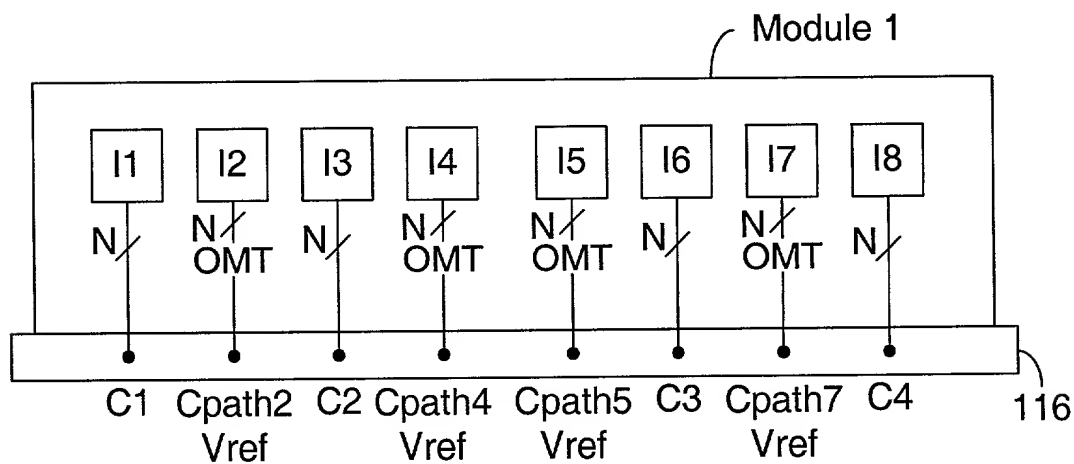 Module 1
I1 I2 I3 I4 I5 I6 I7 I8
N N N N N N N N
OMT OMT OMT OMT
C1 Cpath2 C2 Cpath4 Cpath5 C3 Cpath7 C4 116
Vref Vref Vref Vref